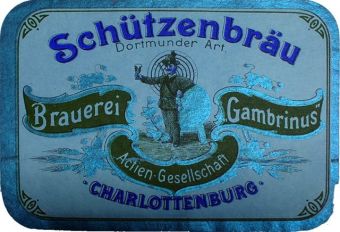 Schützenbräu
Dortmunder Art.
"Brauerei Gambrinus"
Actien-Gesellschaft
·CHARLOTTENBURG·